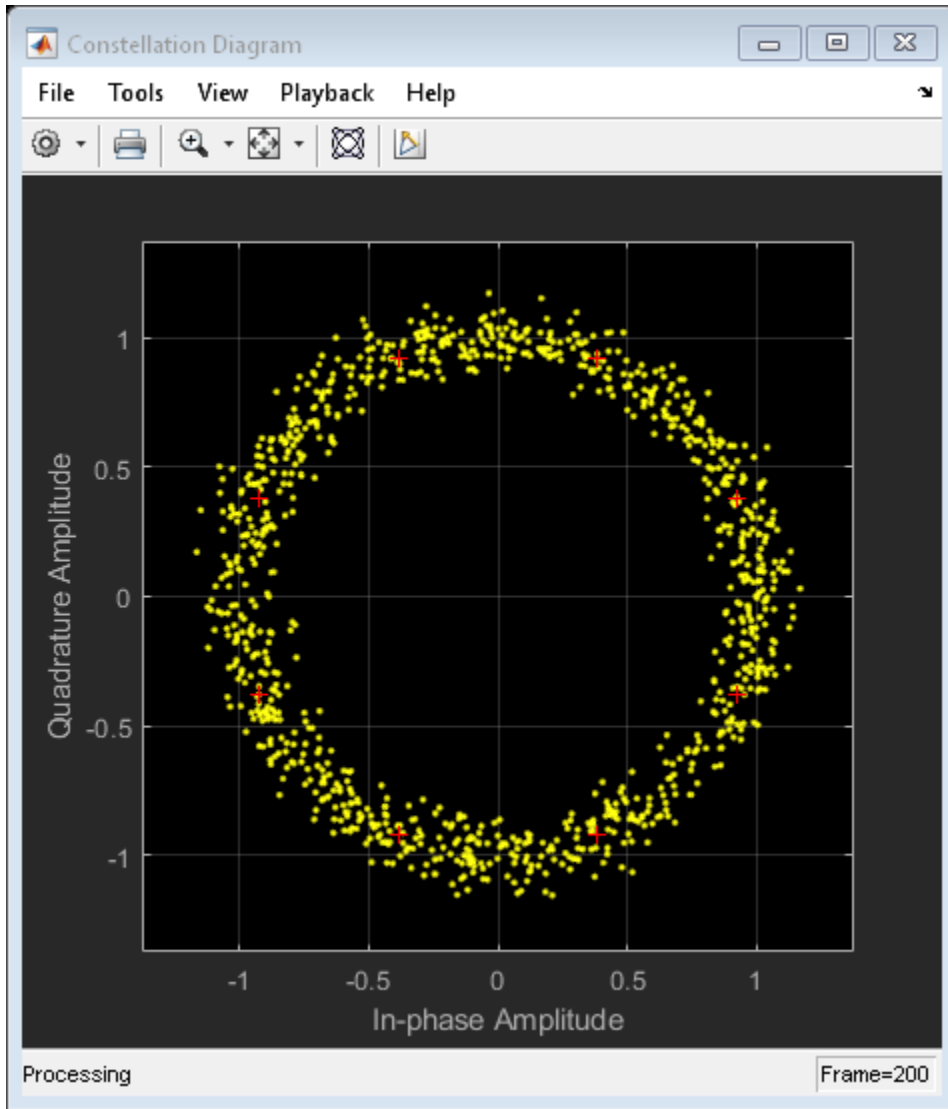 Constellation Diagram
File Tools View Playback Help
1
0.5
0
-0.5
-1
Quadrature Amplitude
-1 -0.5 0 0.5 1
In-phase Amplitude
Processing Frame=200